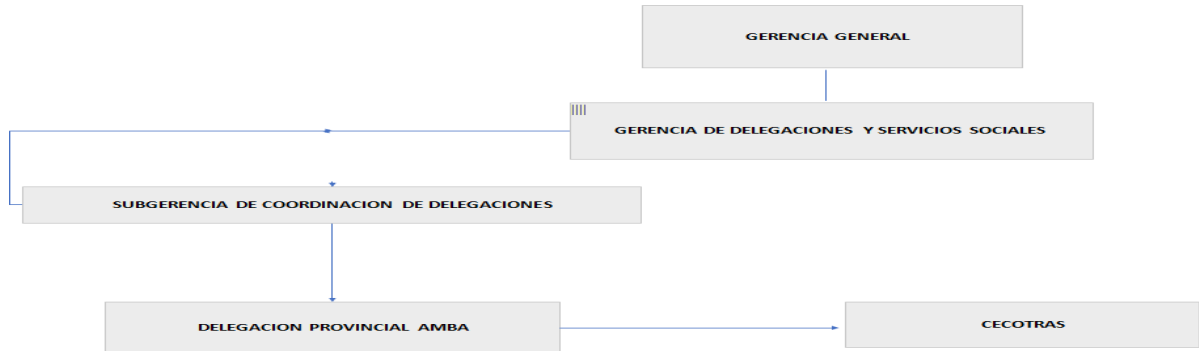 GERENCIA GENERAL
GERENCIA DE DELEGACIONES Y SERVICIOS SOCIALES
SUBGERENCIA DE COORDINACION DE DELEGACIONES
DELEGACION PROVINCIAL AMBA
CECOTRAS